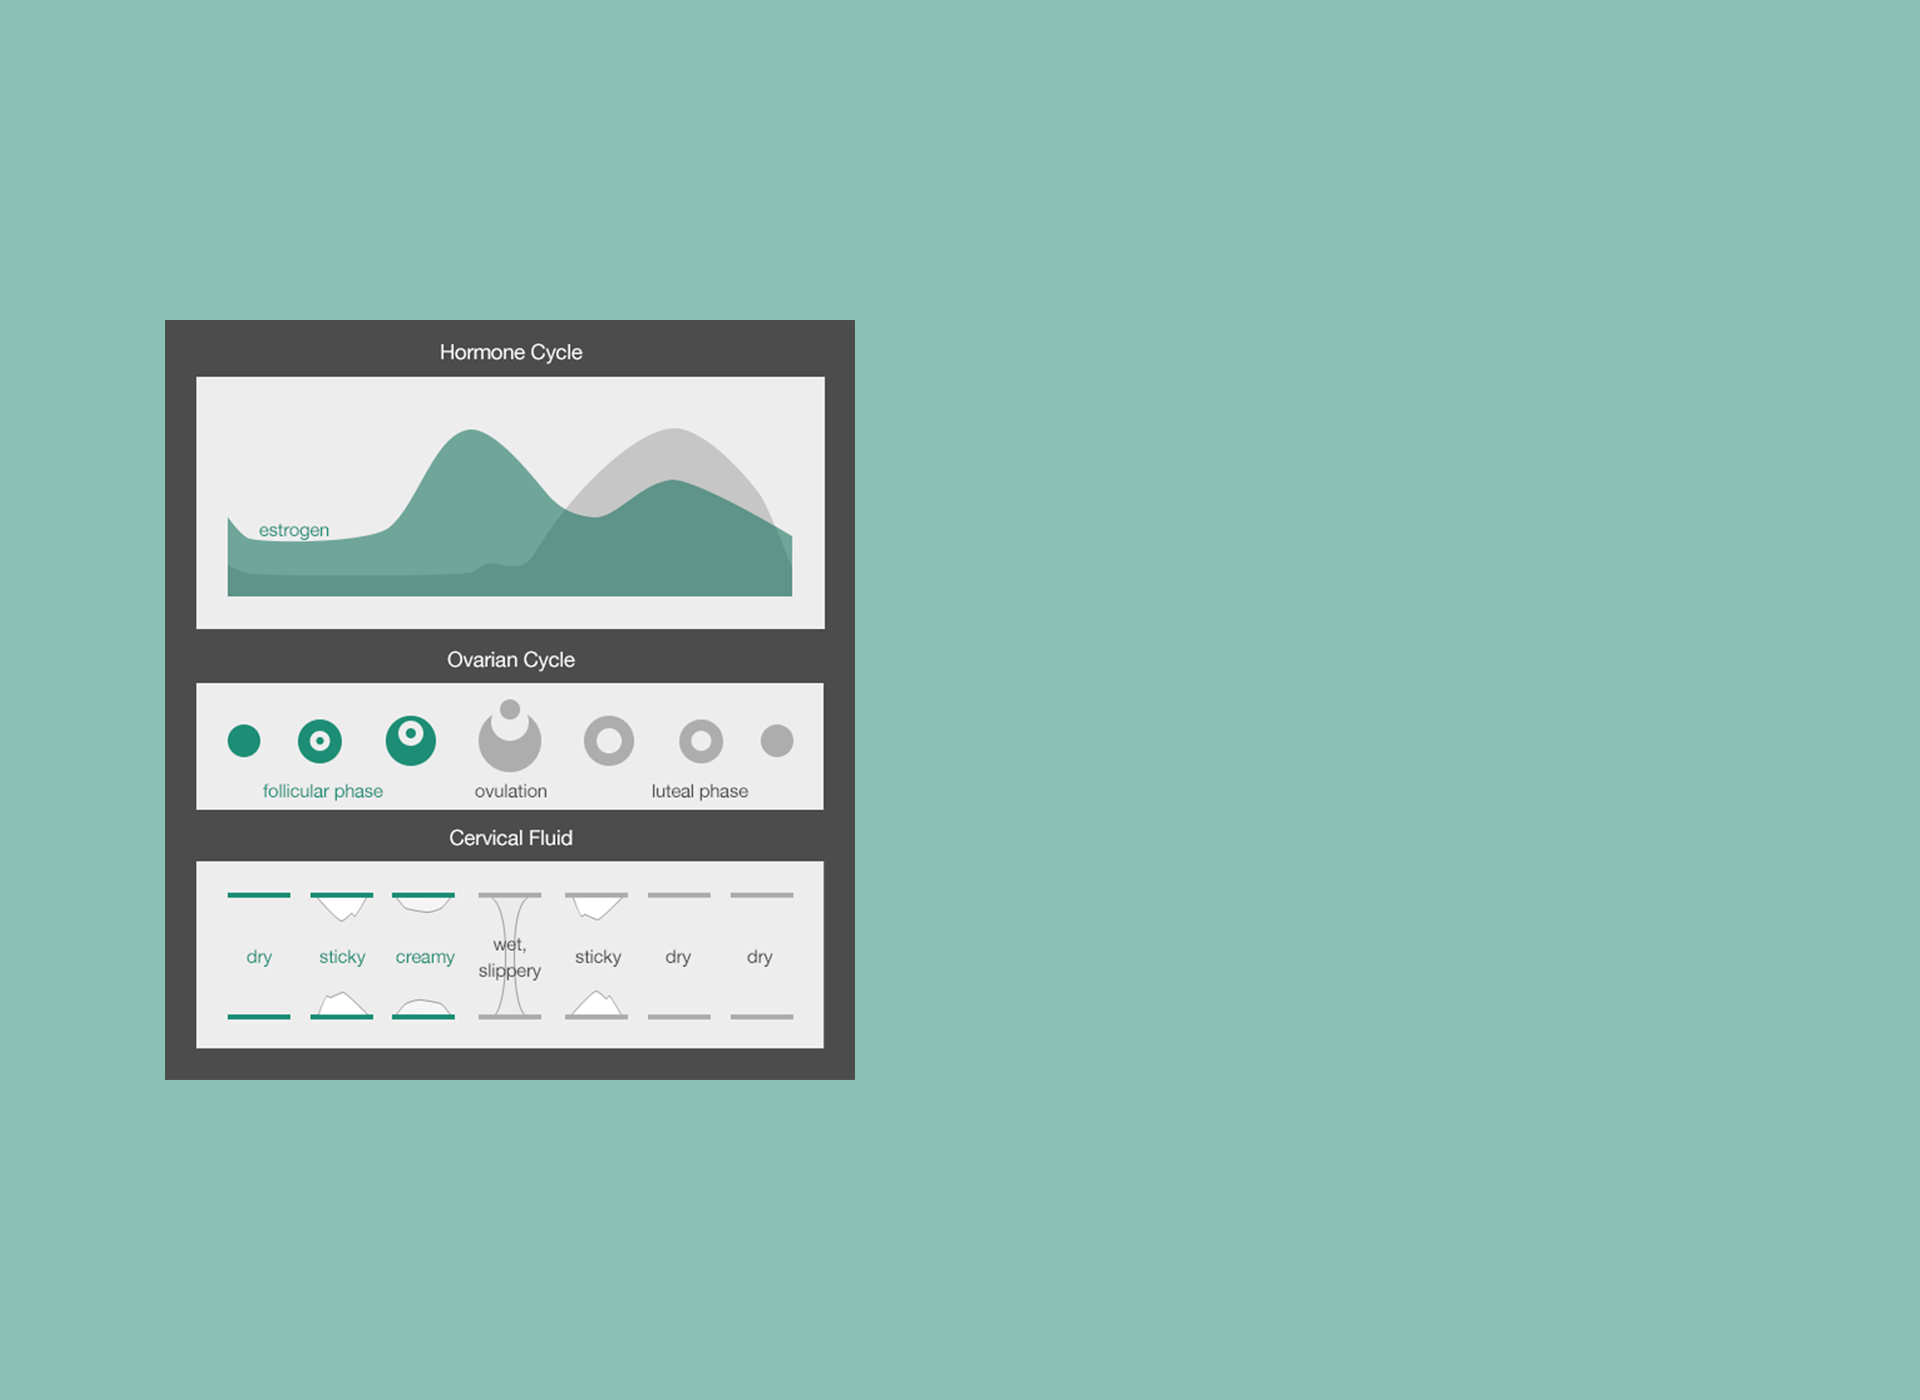 Hormone Cycle
estrogen
Ovarian Cycle
follicular phase
ovulation
luteal phase
Cervical Fluid
dry
sticky
creamy
wet,
slippery
sticky
dry
dry